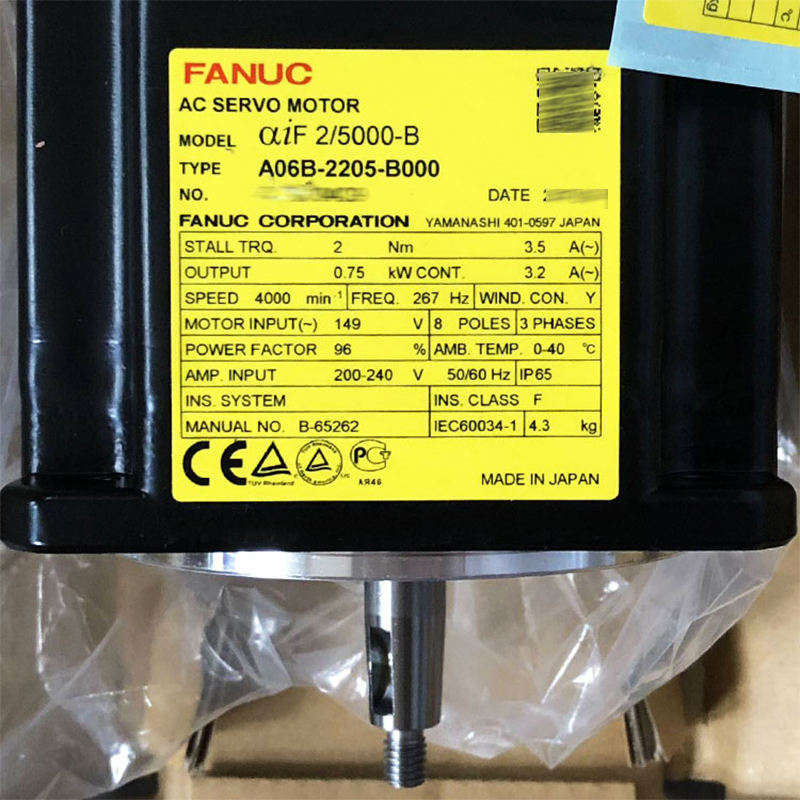 kg
℃
FANUC
AC SERVO MOTOR
MODEL αiF 2/5000-B
TYPE A06B-2205-B000
NO.
DATE 2
FANUC CORPORATION YAMANASHI 401-0597 JAPAN
STALL TRQ. 2 Nm 3.5 A(~)
OUTPUT 0.75 kW CONT. 3.2 A(~)
SPEED 4000 min⁻¹ FREQ. 267 Hz WIND. CON. Y
MOTOR INPUT(~) 149 V 8 POLES 3 PHASES
POWER FACTOR 96 % AMB. TEMP. 0-40 ℃
AMP. INPUT 200-240 V 50/60 Hz IP65
INS. SYSTEM INS. CLASS F
MANUAL NO. B-65262 IEC60034-1 4.3 kg
CE TÜV Rheinland PCT
АЯ46
MADE IN JAPAN